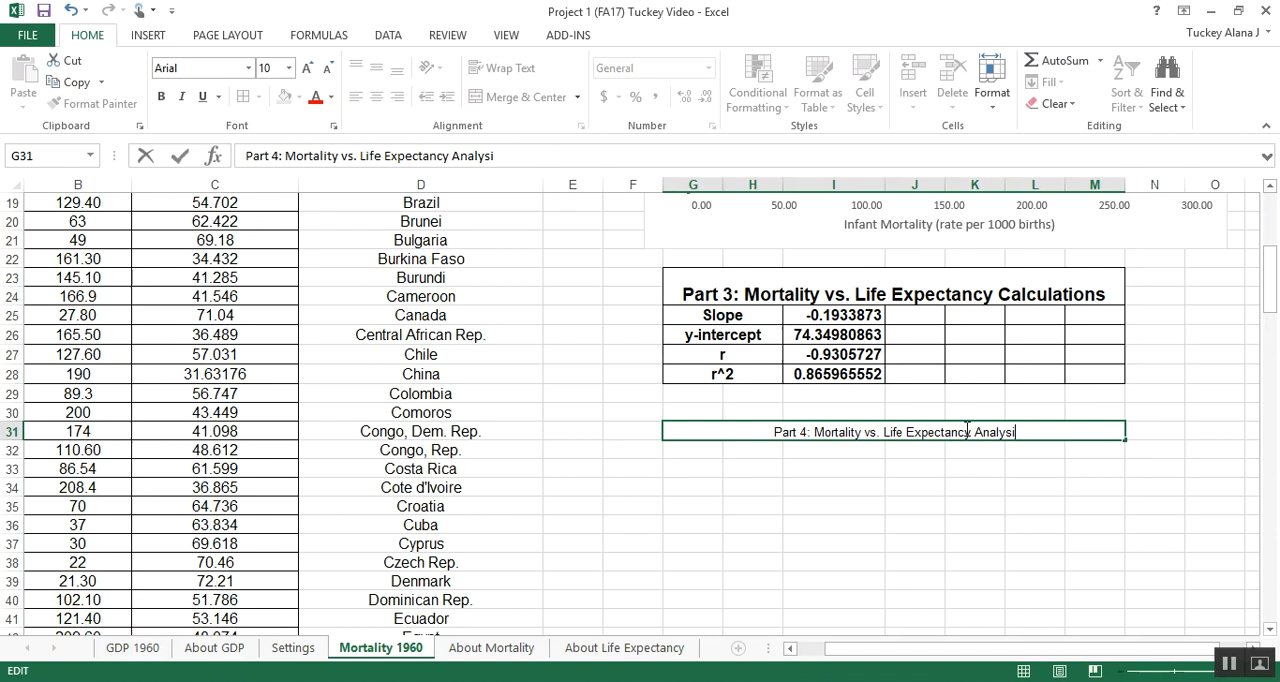 Project 1 (FA17) Tuckey Video - Excel
?
FILE HOME INSERT PAGE LAYOUT FORMULAS DATA REVIEW VIEW ADD-INS Tuckey Alana J
Paste Cut Copy Format Painter
Arial 10 A A
B I U A
Wrap Text
Merge & Center
General
$ % ,
Conditional Formatting
Format as Table
Cell Styles
Insert Delete Format
AutoSum
Fill
Clear
Sort & Filter
Find & Select
Clipboard Font Alignment Number Styles Cells Editing
G31 fx Part 4: Mortality vs. Life Expectancy Analysi
B C D E F G H I J K L M N O
19 129.40 54.702 Brazil 0.00 50.00 100.00 150.00 200.00 250.00 300.00
20 63 62.422 Brunei Infant Mortality (rate per 1000 births)
21 49 69.18 Bulgaria
22 161.30 34.432 Burkina Faso
23 145.10 41.285 Burundi
24 166.9 41.546 Cameroon Part 3: Mortality vs. Life Expectancy Calculations
25 27.80 71.04 Canada Slope -0.1933873
26 165.50 36.489 Central African Rep. y-intercept 74.34980863
27 127.60 57.031 Chile r -0.9305727
28 190 31.63176 China r^2 0.865965552
29 89.3 56.747 Colombia
30 200 43.449 Comoros
31 174 41.098 Congo, Dem. Rep. Part 4: Mortality vs. Life Expectancy Analysi
32 110.60 48.612 Congo, Rep.
33 86.54 61.599 Costa Rica
34 208.4 36.865 Cote d'Ivoire
35 70 64.736 Croatia
36 37 63.834 Cuba
37 30 69.618 Cyprus
38 22 70.46 Czech Rep.
39 21.30 72.21 Denmark
40 102.10 51.786 Dominican Rep.
41 121.40 53.146 Ecuador
GDP 1960 About GDP Settings Mortality 1960 About Mortality About Life Expectancy
EDIT